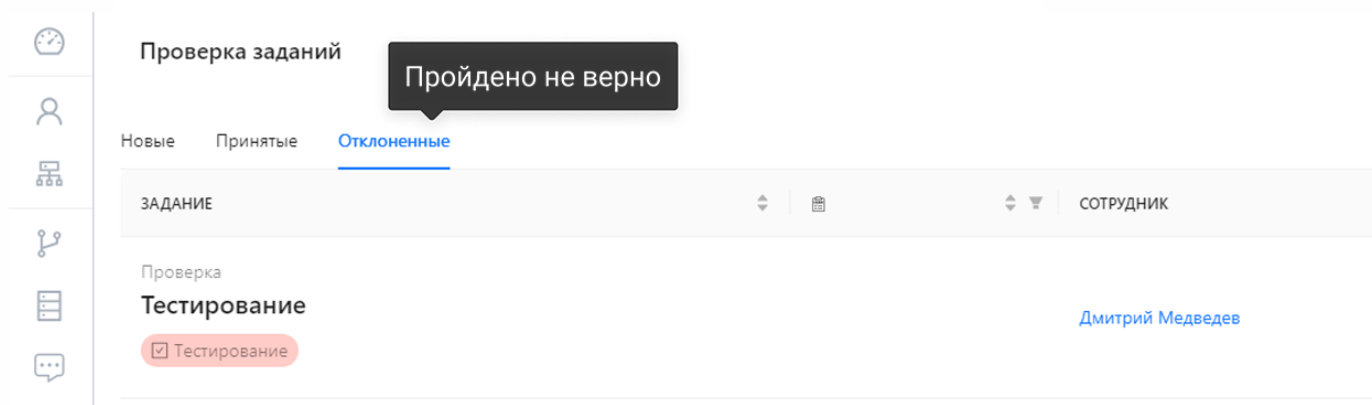 Проверка заданий
Пройдено не верно
Новые Принятые Отклоненные
ЗАДАНИЕ СОТРУДНИК
Проверка
Тестирование
Дмитрий Медведев
Тестирование